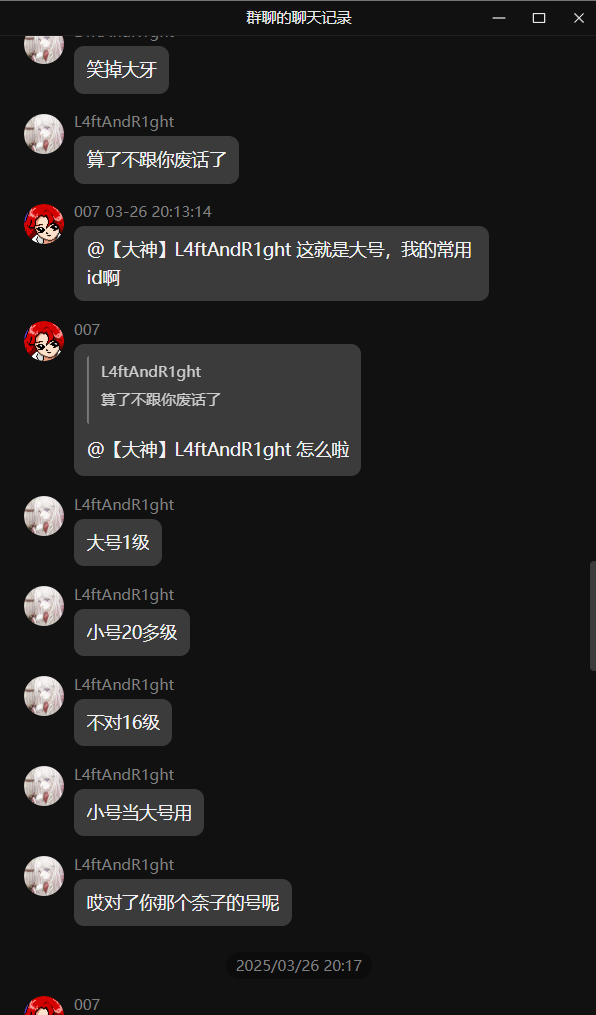 群聊的聊天记录
L4ftAndR1ght
笑掉大牙
L4ftAndR1ght
算了不跟你废话了
007 03-26 20:13:14
@【大神】L4ftAndR1ght 这就是大号，我的常用
id啊
007
L4ftAndR1ght
算了不跟你废话了
@【大神】L4ftAndR1ght 怎么啦
L4ftAndR1ght
大号1级
L4ftAndR1ght
小号20多级
L4ftAndR1ght
不对16级
L4ftAndR1ght
小号当大号用
L4ftAndR1ght
哎对了你那个奈子的号呢
2025/03/26 20:17
007